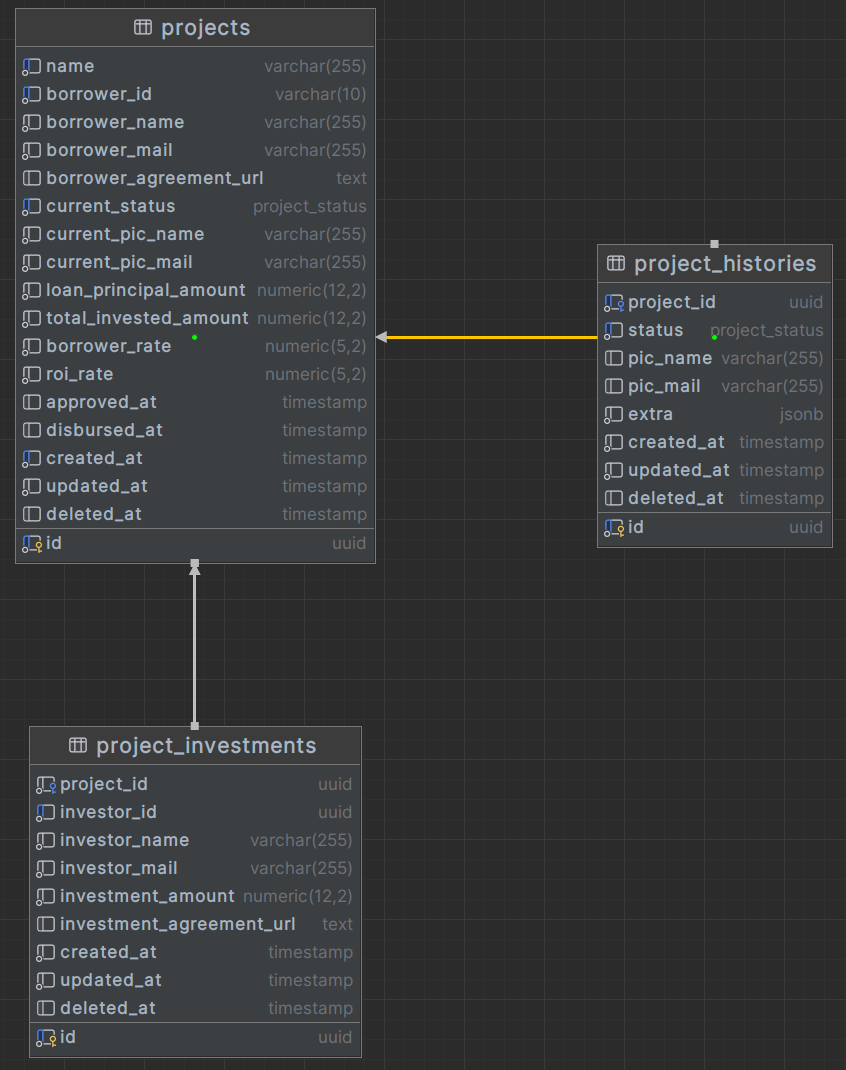 projects
name varchar(255)
borrower_id varchar(10)
borrower_name varchar(255)
borrower_mail varchar(255)
borrower_agreement_url text
current_status project_status
current_pic_name varchar(255)
current_pic_mail varchar(255)
loan_principal_amount numeric(12,2)
total_invested_amount numeric(12,2)
borrower_rate numeric(5,2)
roi_rate numeric(5,2)
approved_at timestamp
disbursed_at timestamp
created_at timestamp
updated_at timestamp
deleted_at timestamp
id uuid
project_histories
project_id uuid
status project_status
pic_name varchar(255)
pic_mail varchar(255)
extra jsonb
created_at timestamp
updated_at timestamp
deleted_at timestamp
id uuid
project_investments
project_id uuid
investor_id uuid
investor_name varchar(255)
investor_mail varchar(255)
investment_amount numeric(12,2)
investment_agreement_url text
created_at timestamp
updated_at timestamp
deleted_at timestamp
id uuid